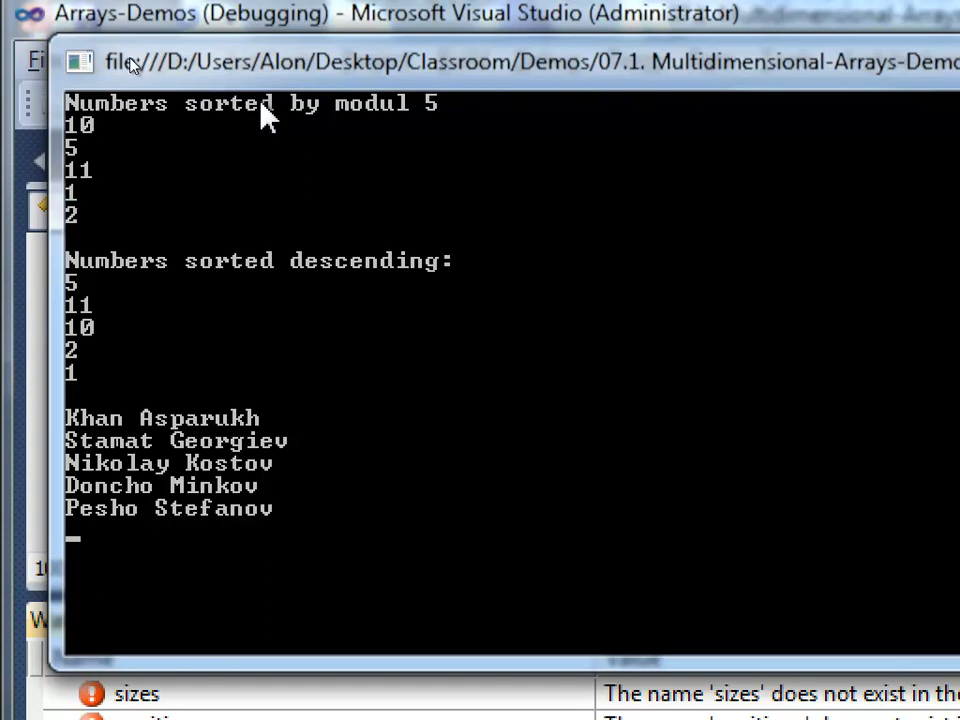 Arrays-Demos (Debugging) - Microsoft Visual Studio (Administrator)
Fi
file:///D:/Users/Alon/Desktop/Classroom/Demos/07.1. Multidimensional-Arrays-Demo
Numbers sorted by modul 5
10
5
11
1
2
Numbers sorted descending:
5
11
10
2
1
Khan Asparukh
Stamat Georgiev
Nikolay Kostov
Doncho Minkov
Pesho Stefanov
10
W
sizes
The name 'sizes' does not exist in the